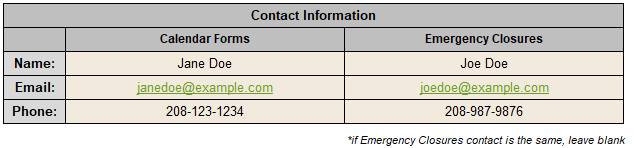 Contact Information
Calendar Forms Emergency Closures
Name: Jane Doe Joe Doe
Email: janedoe@example.com joedoe@example.com
Phone: 208-123-1234 208-987-9876
*if Emergency Closures contact is the same, leave blank